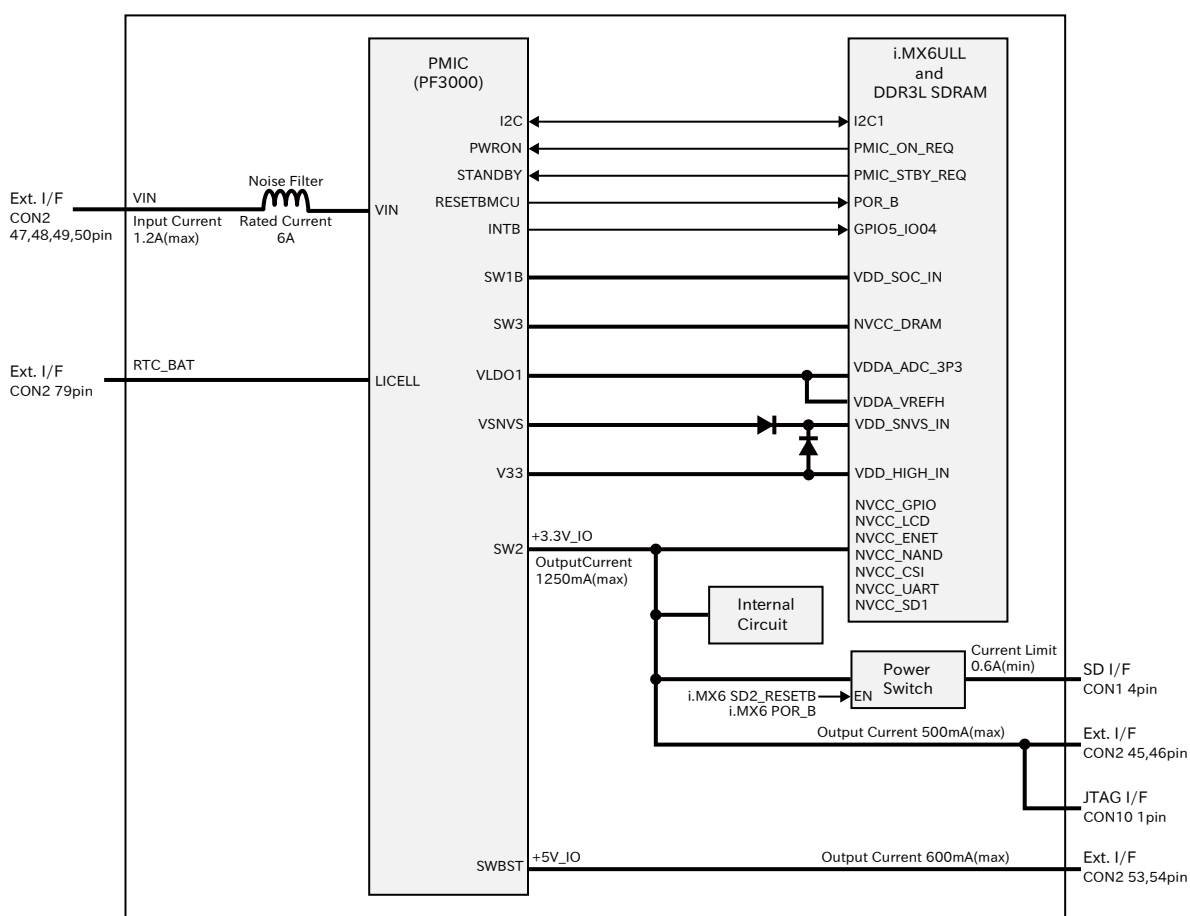 PMIC
(PF3000)
i.MX6ULL
and
DDR3L SDRAM
I2C
I2C1
PWRON
PMIC_ON_REQ
STANDBY
PMIC_STBY_REQ
RESETBMCU
POR_B
INTB
GPIO5_IO04
Ext. I/F
CON2
47,48,49,50pin
VIN
Input Current
1.2A(max)
Noise Filter
Rated Current
6A
VIN
SW1B
VDD_SOC_IN
SW3
NVCC_DRAM
Ext. I/F
CON2 79pin
RTC_BAT
LICELL
VLDO1
VDDA_ADC_3P3
VDDA_VREFH
VSNVS
VDD_SNVS_IN
V33
VDD_HIGH_IN
SW2
+3.3V_IO
OutputCurrent
1250mA(max)
NVCC_GPIO
NVCC_LCD
NVCC_ENET
NVCC_NAND
NVCC_CSI
NVCC_UART
NVCC_SD1
Internal
Circuit
Power
Switch
EN
i.MX6 SD2_RESETB
i.MX6 POR_B
Current Limit
0.6A(min)
SD I/F
CON1 4pin
Output Current 500mA(max)
Ext. I/F
CON2 45,46pin
JTAG I/F
CON10 1pin
SWBST
+5V_IO
Output Current 600mA(max)
Ext. I/F
CON2 53,54pin